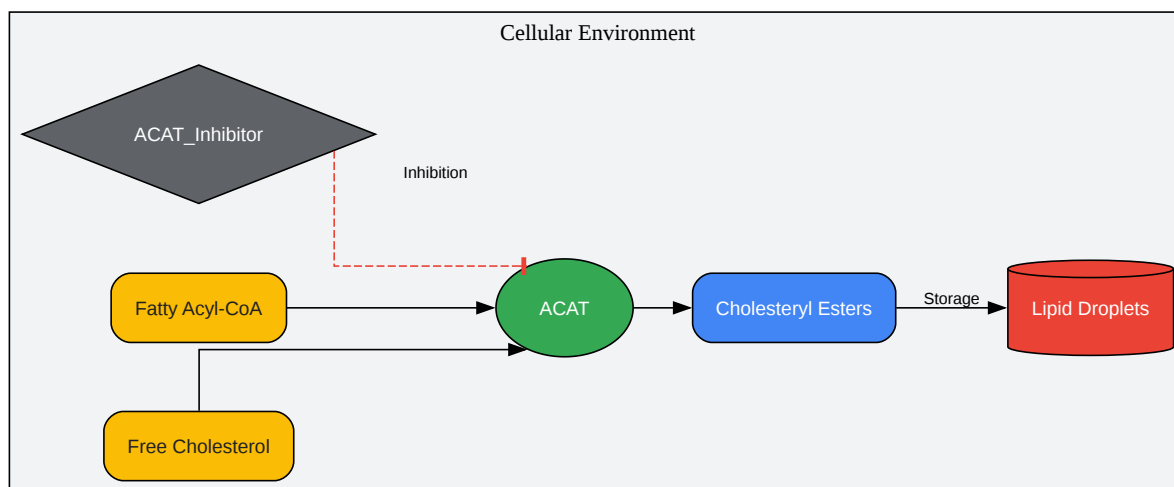 Cellular Environment
ACAT_Inhibitor
Inhibition
Fatty Acyl-CoA
ACAT
Cholesteryl Esters
Storage
Lipid Droplets
Free Cholesterol